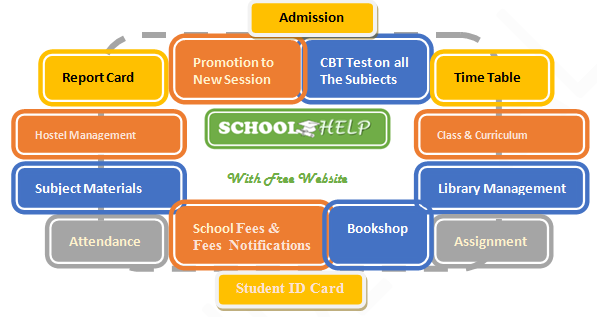 Admission
Report Card
Promotion to
New Session
CBT Test on all
The Subjects
Time Table
Hostel Management
SCHOOL HELP
Class & Curriculum
Subject Materials
With Free Website
Library Management
Attendance
School Fees &
Fees Notifications
Bookshop
Assignment
Student ID Card